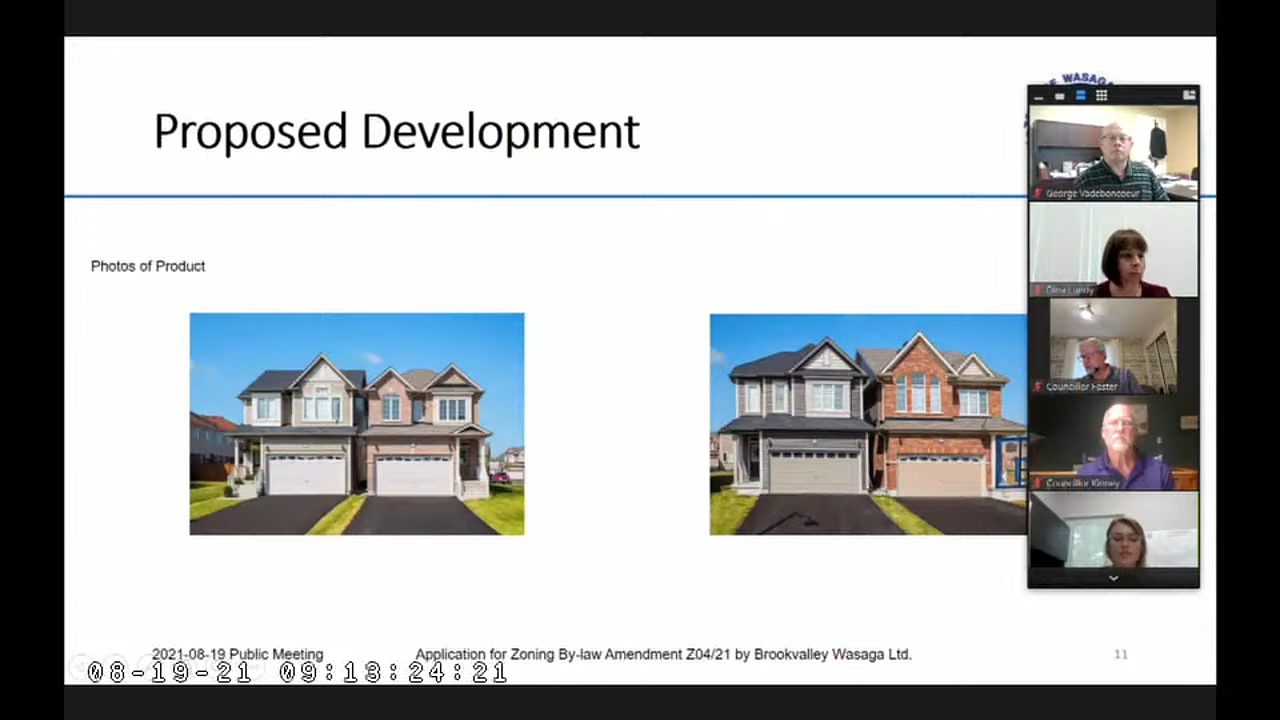 WASAGA
Proposed Development
George Vadeboncoeur
Photos of Product
Councillor Foster
Councillor Kinney
2021-08-19 Public Meeting
Application for Zoning By-law Amendment Z04/21 by Brookvalley Wasaga Ltd.
11
08-19-21 09:13:24:21